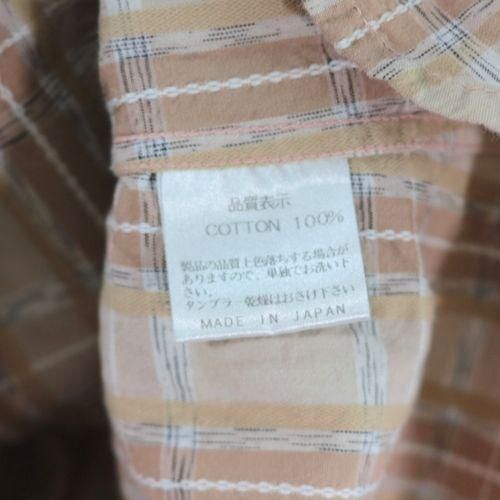 品質表示
COTTON 100%
製品の品質上色落ちする場合が
ありますので、単独でお洗い下
さい。
タンブラー乾燥はおさけ下さい
MADE IN JAPAN